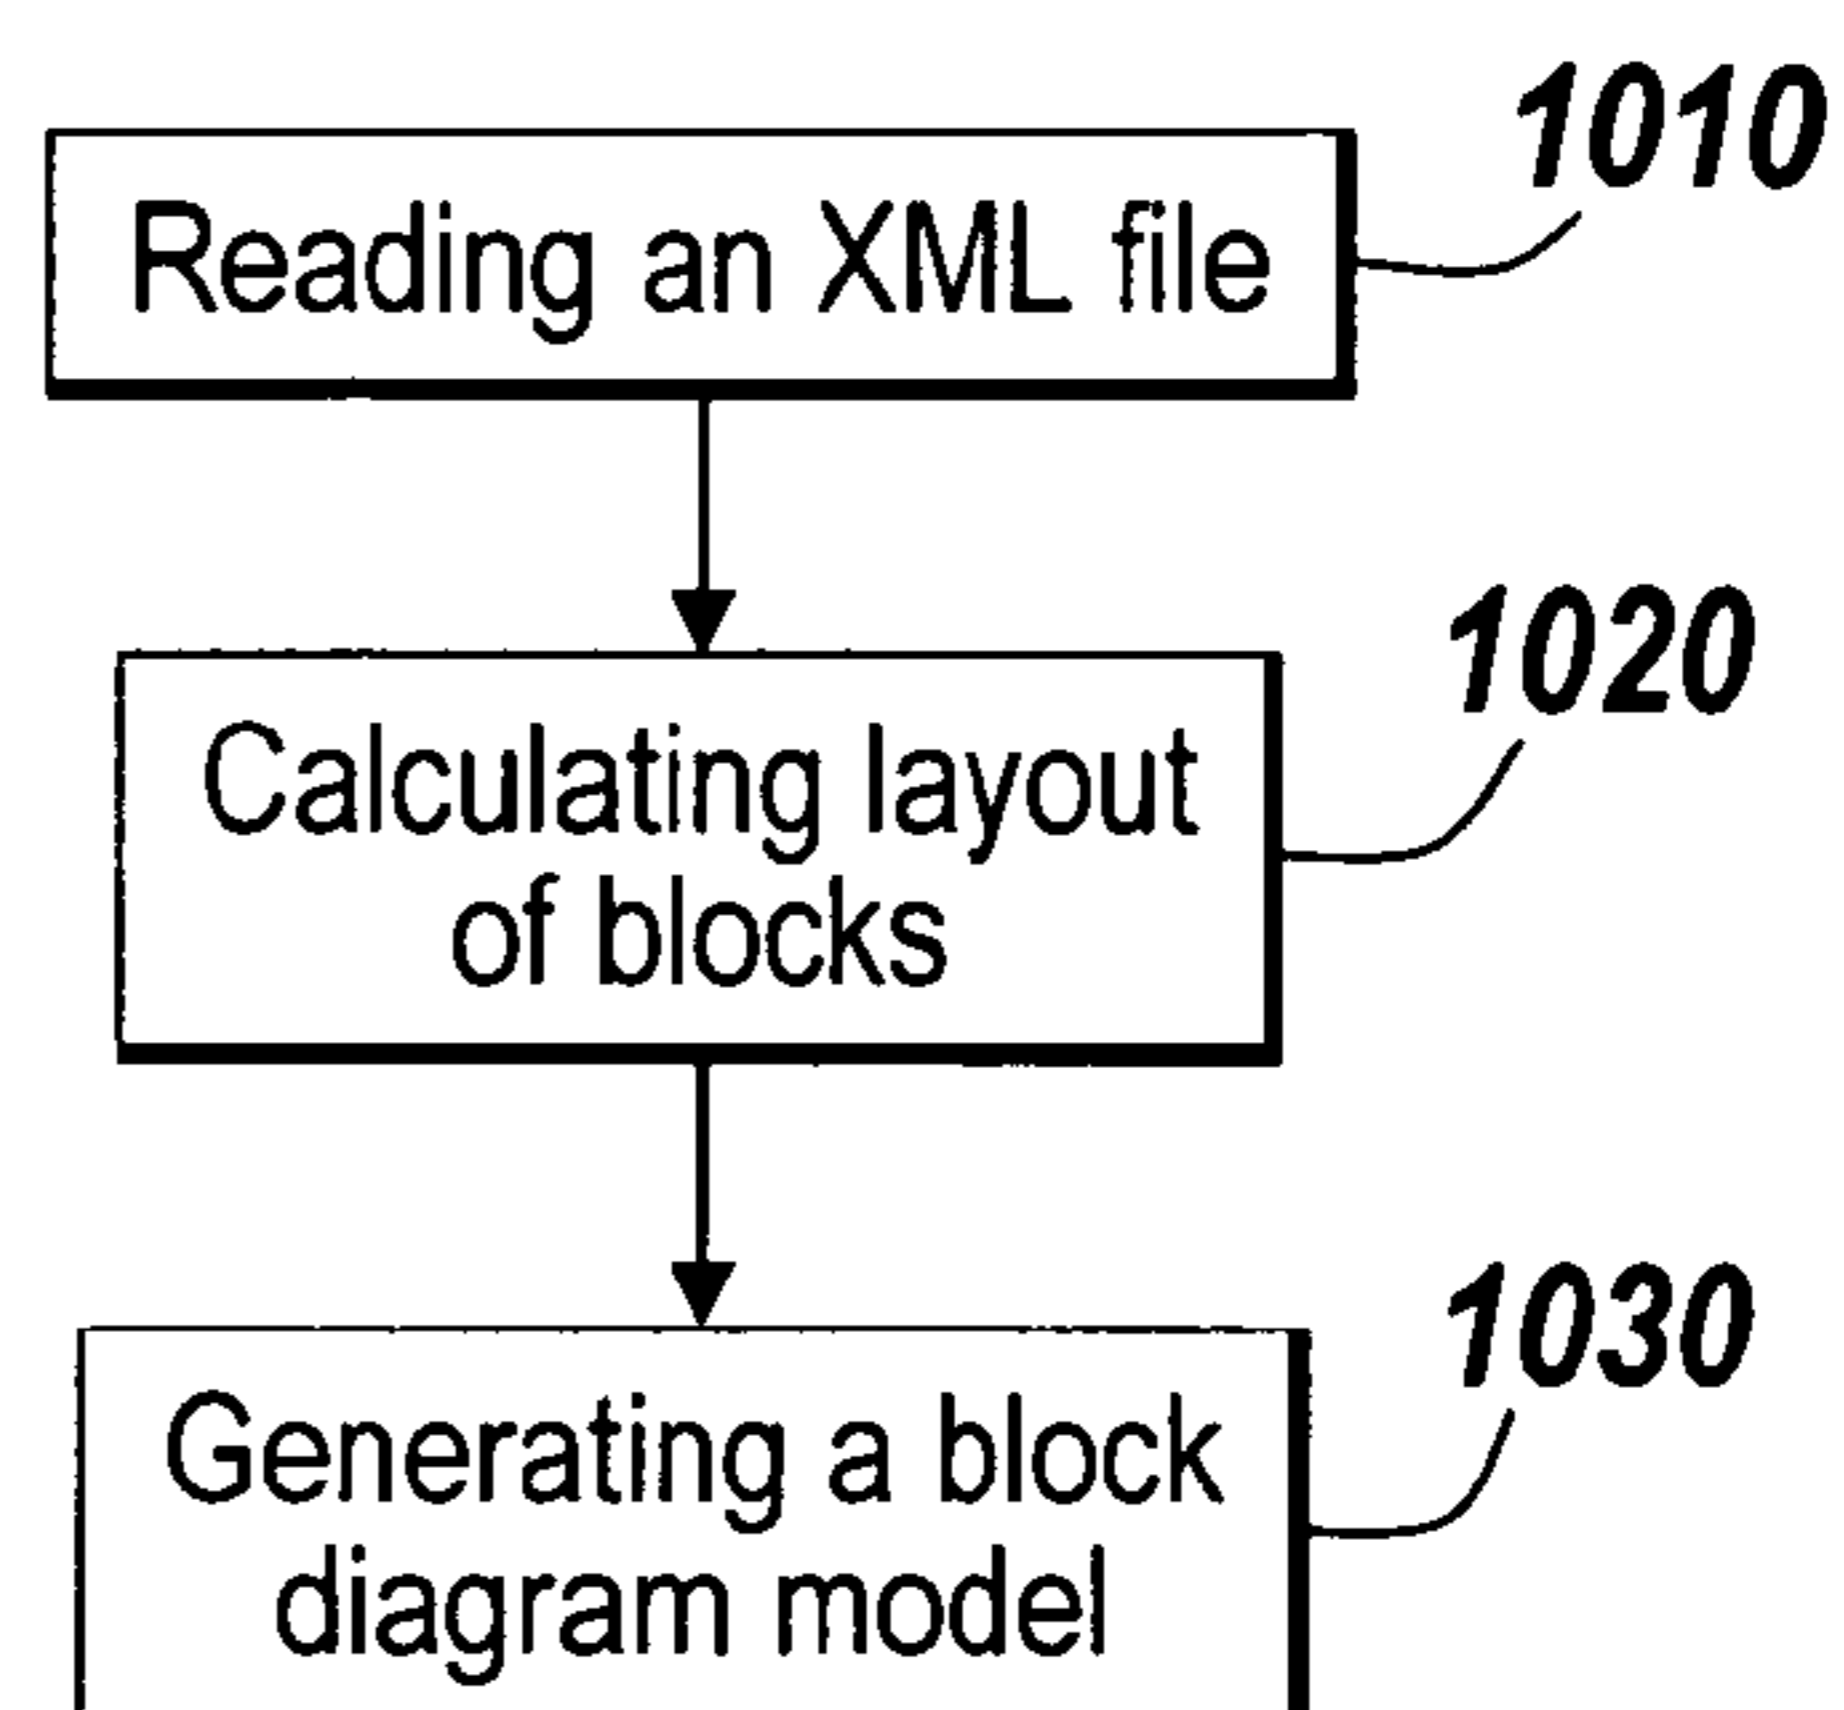 1010
Reading an XML file
1020
Calculating layout
of blocks
1030
Generating a block
diagram model